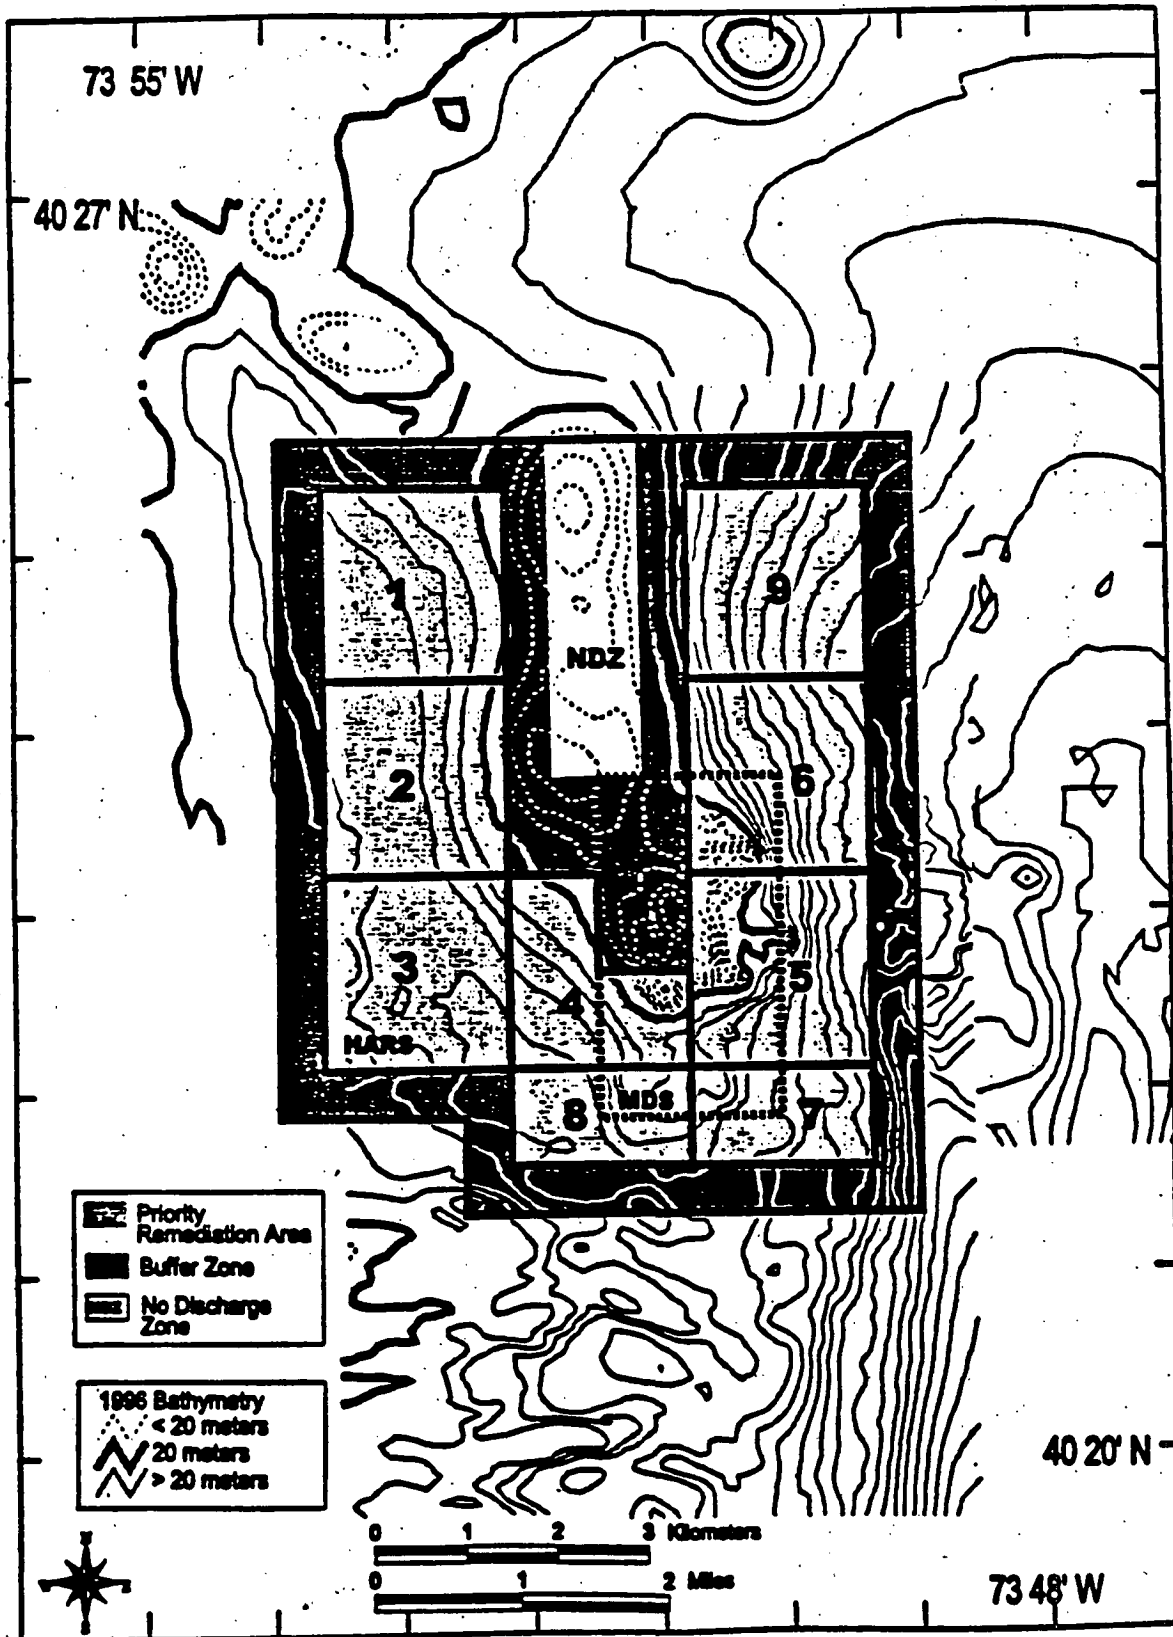 73 55' W
40 27' N
1
9
NDZ
2
6
3
4
5
HARS
8
MDS
7
Priority
Remediation Area
Buffer Zone
No Discharge
Zone
1996 Bathymetry
< 20 meters
20 meters
> 20 meters
40 20' N
0 1 2 3 Kilometers
0 1 2 Miles
73 48' W